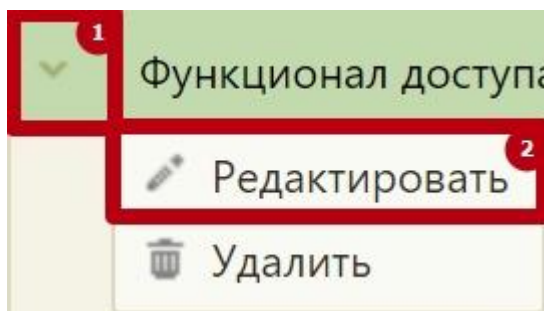 1
Функционал доступа
2
Редактировать
Удалить